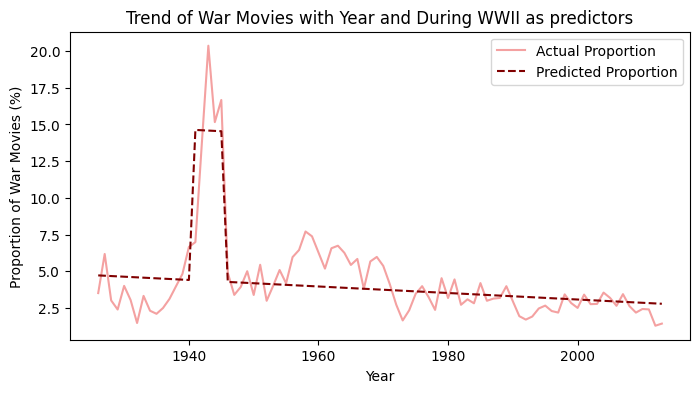 Trend of War Movies with Year and During WWII as predictors
Actual Proportion
Predicted Proportion
Proportion of War Movies (%)
20.0
17.5
15.0
12.5
10.0
7.5
5.0
2.5
1940
1960
1980
2000
Year